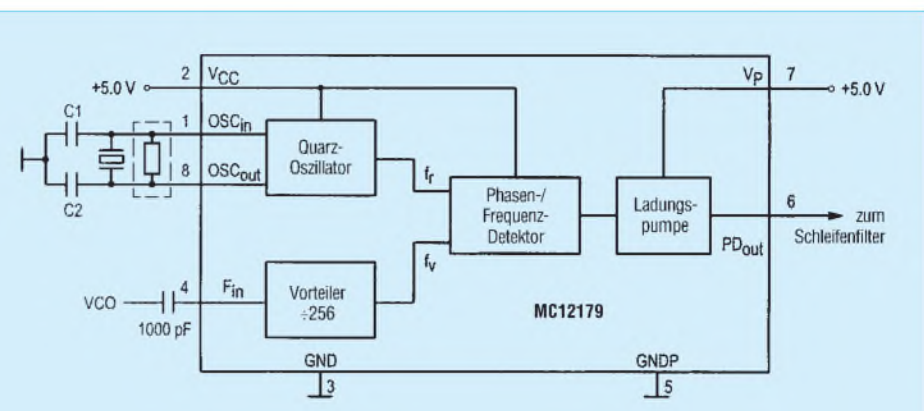 +5.0 V
2
VCC
VP
7
+5.0 V
C1
1
OSCin
Quarz-
Oszillator
8
OSCout
C2
fr
Phasen-/
Frequenz-
Detektor
Ladungs-
pumpe
6
zum
Schleifenfilter
PDout
fv
VCO
1000 pF
4
Fin
Vorteiler
÷256
MC12179
GND
3
GNDP
5